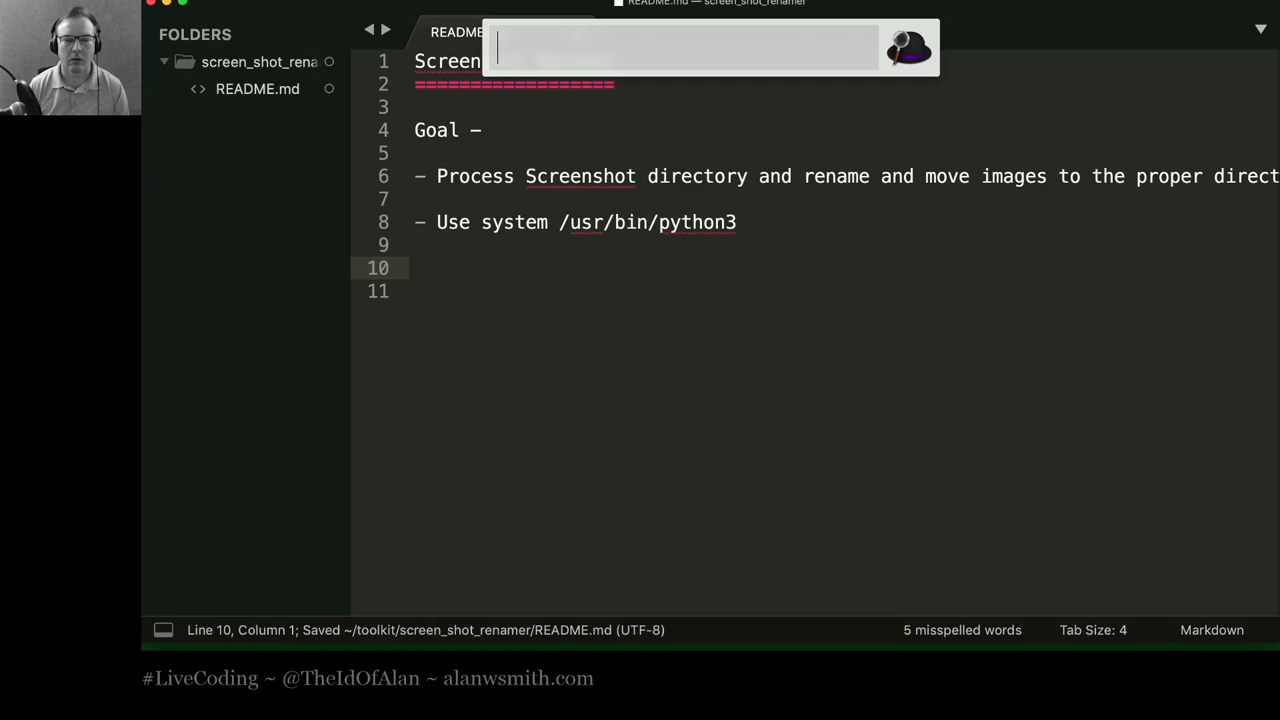 README.md — screen_shot_renamer
FOLDERS
screen_shot_rena
README.md
README
1 Screen
2 ==================
3
4 Goal -
5
6 - Process Screenshot directory and rename and move images to the proper direct
7
8 - Use system /usr/bin/python3
9
10
11
Line 10, Column 1; Saved ~/toolkit/screen_shot_renamer/README.md (UTF-8)
5 misspelled words
Tab Size: 4
Markdown
#LiveCoding ~ @TheIdOfAlan ~ alanwsmith.com